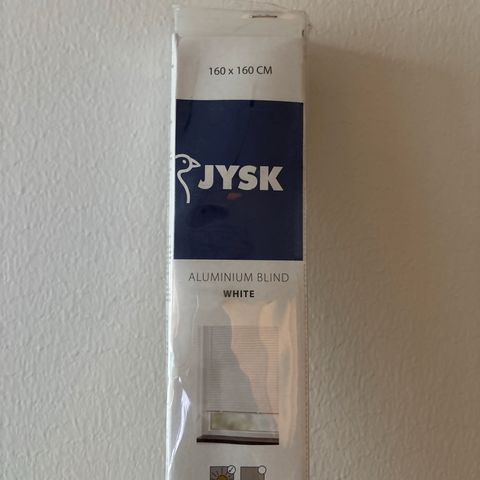 160 x 160 CM
JYSK
ALUMINIUM BLIND
WHITE